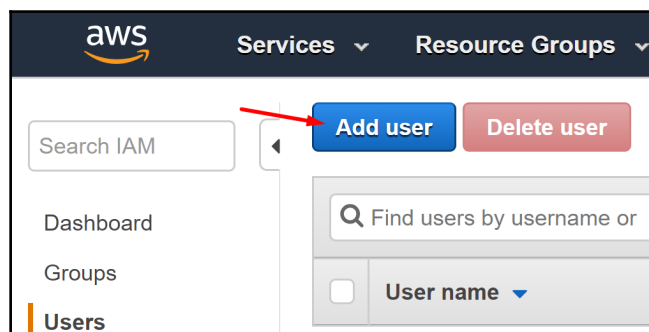 aws Services Resource Groups
Search IAM
Add user Delete user
Dashboard
Groups
Users
Find users by username or
User name